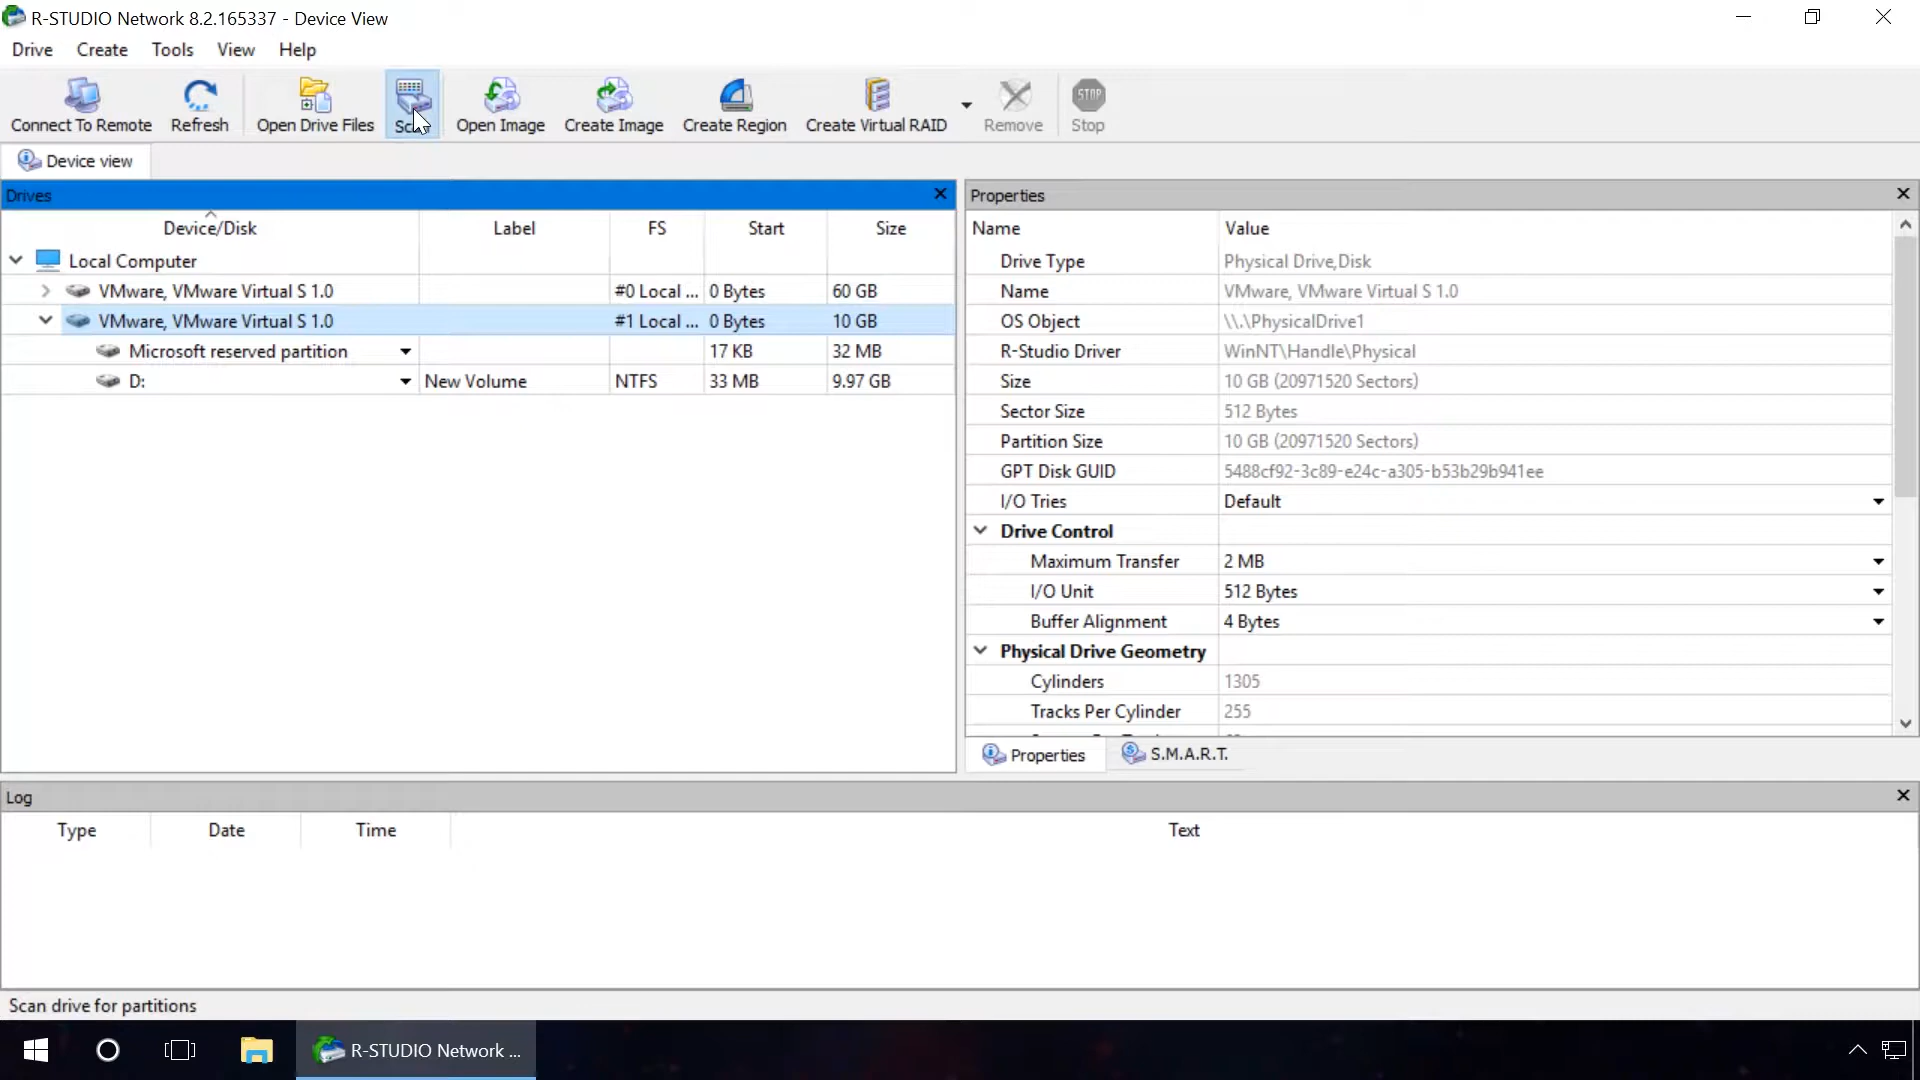 R-STUDIO Network 8.2.165337 - Device View
Drive Create Tools View Help
Connect To Remote Refresh Open Drive Files Open Image Create Image Create Region Create Virtual RAID Remove STOP Stop
Device view
Drives
Device/Disk Label FS Start Size
Local Computer
VMware, VMware Virtual S 1.0 #0 Local ... 0 Bytes 60 GB
VMware, VMware Virtual S 1.0 #1 Local ... 0 Bytes 10 GB
Microsoft reserved partition 17 KB 32 MB
D: New Volume NTFS 33 MB 9.97 GB
Properties
Name Value
Drive Type Physical Drive,Disk
Name VMware, VMware Virtual S 1.0
OS Object \\.\PhysicalDrive1
R-Studio Driver WinNT\Handle\Physical
Size 10 GB (20971520 Sectors)
Sector Size 512 Bytes
Partition Size 10 GB (20971520 Sectors)
GPT Disk GUID 5488cf92-3c89-e24c-a305-b53b29b941ee
I/O Tries Default
Drive Control
Maximum Transfer 2 MB
I/O Unit 512 Bytes
Buffer Alignment 4 Bytes
Physical Drive Geometry
Cylinders 1305
Tracks Per Cylinder 255
Properties S.M.A.R.T.
Log
Type Date Time Text
Scan drive for partitions
R-STUDIO Network ...